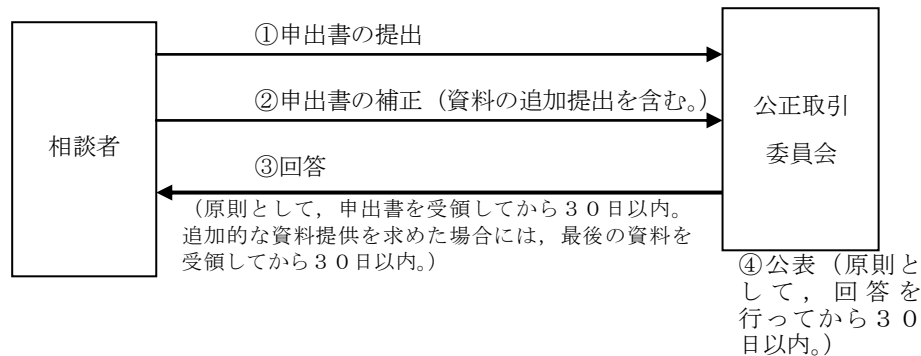 ①申出書の提出
②申出書の補正（資料の追加提出を含む。）
相談者
公正取引
委員会
③回答
（原則として，申出書を受領してから３０日以内。
追加的な資料提供を求めた場合には，最後の資料を
受領してから３０日以内。）
④公表（原則と
して，回答を
行ってから３０
日以内。）